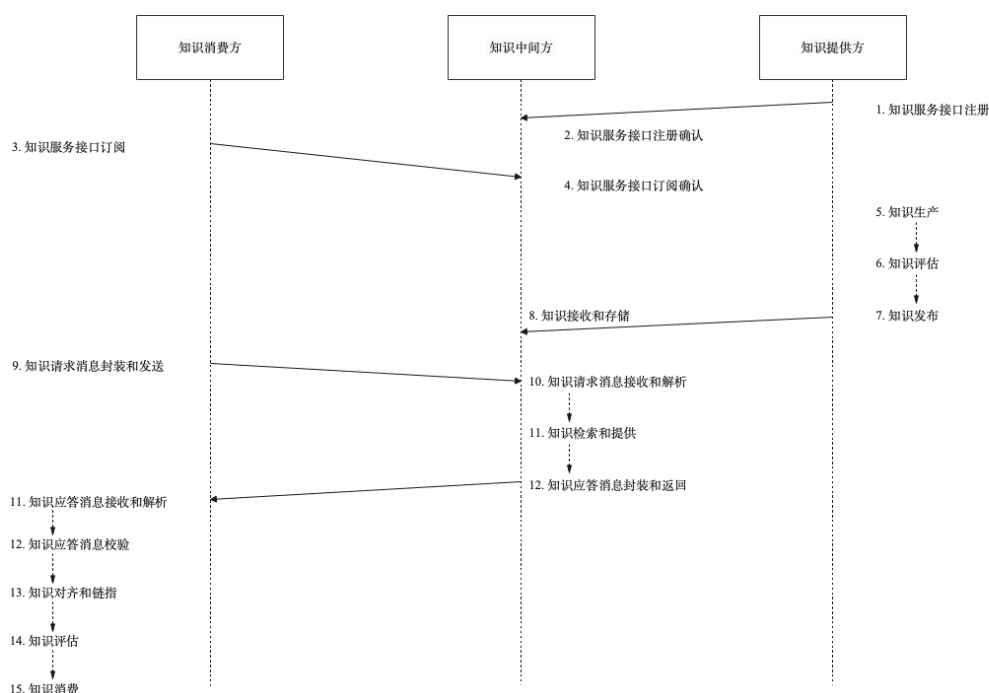 知识消费方
知识中间方
知识提供方
1. 知识服务接口注册
2. 知识服务接口注册确认
3. 知识服务接口订阅
4. 知识服务接口订阅确认
5. 知识生产
6. 知识评估
7. 知识发布
8. 知识接收和存储
9. 知识请求消息封装和发送
10. 知识请求消息接收和解析
11. 知识检索和提供
12. 知识应答消息封装和返回
11. 知识应答消息接收和解析
12. 知识应答消息校验
13. 知识对齐和链指
14. 知识评估
15. 知识消费